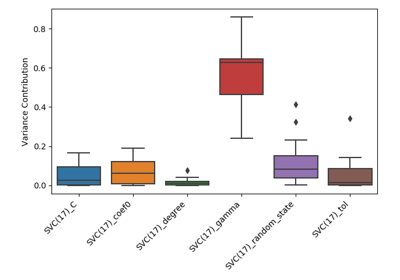 Variance Contribution
0.8
0.6
0.4
0.2
0.0
SVC(17)_C
SVC(17)_coef0
SVC(17)_degree
SVC(17)_gamma
SVC(17)_random_state
SVC(17)_tol